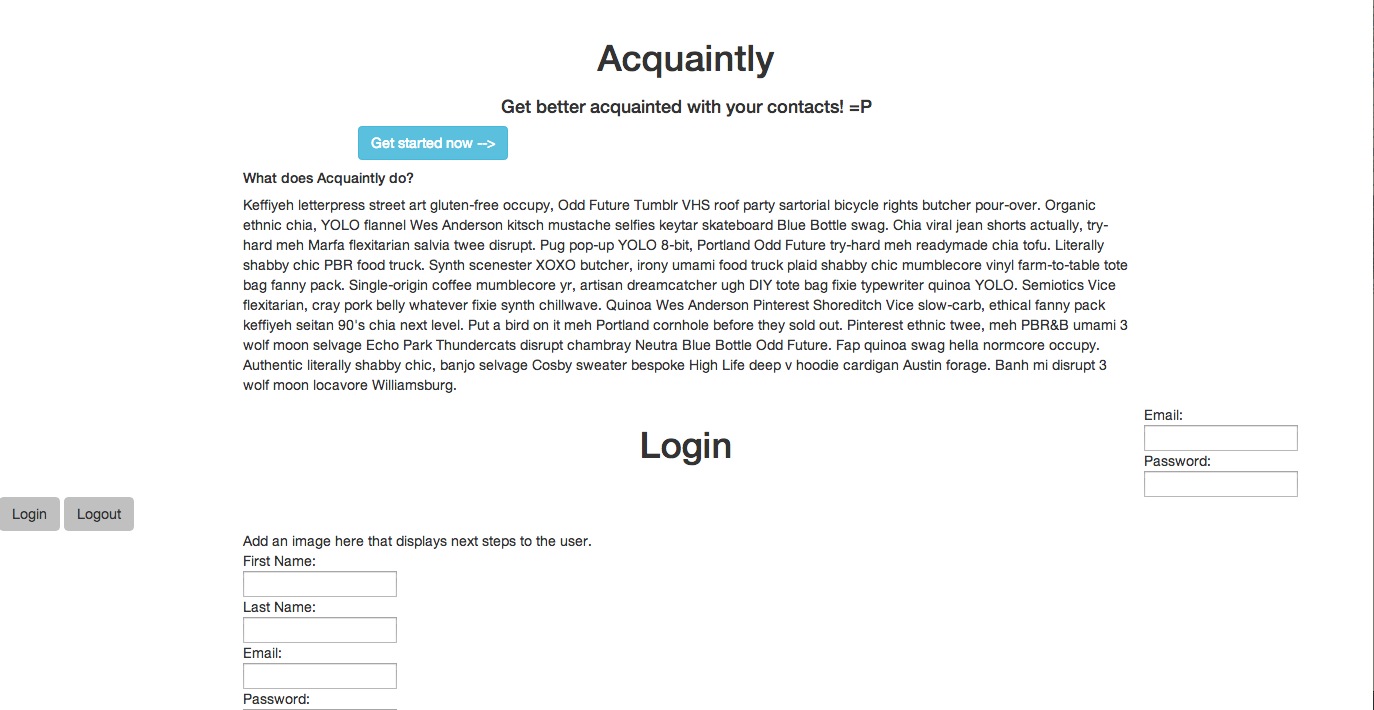 Acquaintly
Get better acquainted with your contacts! =P
Get started now -->
What does Acquaintly do?
Keffiyeh letterpress street art gluten-free occupy, Odd Future Tumblr VHS roof party sartorial bicycle rights butcher pour-over. Organic
ethnic chia, YOLO flannel Wes Anderson kitsch mustache selfies keytar skateboard Blue Bottle swag. Chia viral jean shorts actually, try-
hard meh Marfa flexitarian salvia twee disrupt. Pug pop-up YOLO 8-bit, Portland Odd Future try-hard meh readymade chia tofu. Literally
shabby chic PBR food truck. Synth scenester XOXO butcher, irony umami food truck plaid shabby chic mumblecore vinyl farm-to-table tote
bag fanny pack. Single-origin coffee mumblecore yr, artisan dreamcatcher ugh DIY tote bag fixie typewriter quinoa YOLO. Semiotics Vice
flexitarian, cray pork belly whatever fixie synth chillwave. Quinoa Wes Anderson Pinterest Shoreditch Vice slow-carb, ethical fanny pack
keffiyeh seitan 90's chia next level. Put a bird on it meh Portland cornhole before they sold out. Pinterest ethnic twee, meh PBR&B umami 3
wolf moon selvage Echo Park Thundercats disrupt chambray Neutra Blue Bottle Odd Future. Fap quinoa swag hella normcore occupy.
Authentic literally shabby chic, banjo selvage Cosby sweater bespoke High Life deep v hoodie cardigan Austin forage. Banh mi disrupt 3
wolf moon locavore Williamsburg.
Login
Email:
Password:
Login
Logout
Add an image here that displays next steps to the user.
First Name:
Last Name:
Email:
Password: